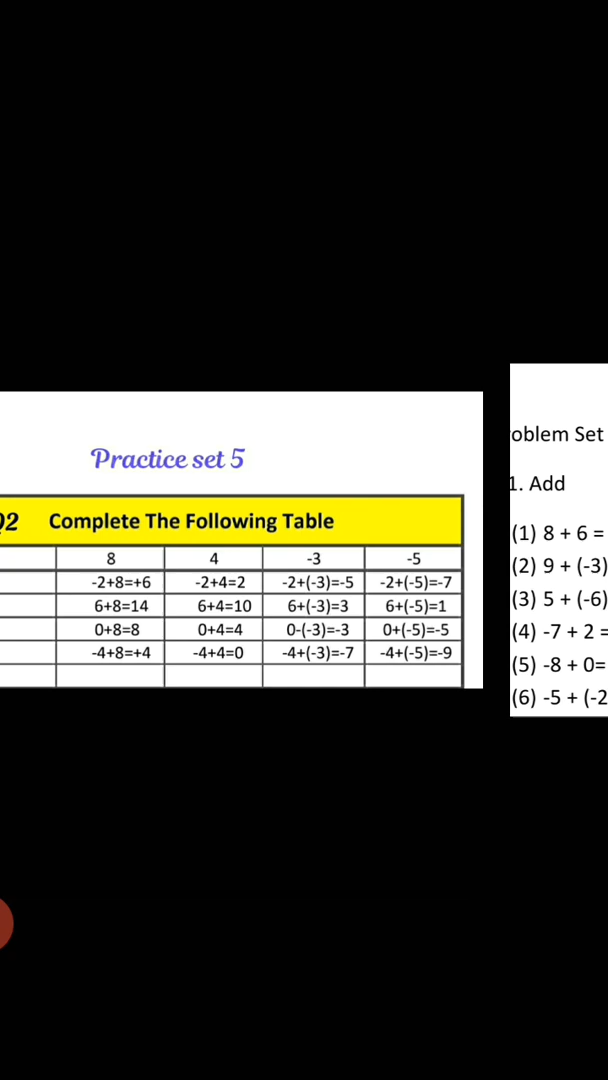 Practice set 5
Q2 Complete The Following Table
8 4 -3 -5
-2+8=+6 -2+4=2 -2+(-3)=-5 -2+(-5)=-7
6+8=14 6+4=10 6+(-3)=3 6+(-5)=1
0+8=8 0+4=4 0-(-3)=-3 0+(-5)=-5
-4+8=+4 -4+4=0 -4+(-3)=-7 -4+(-5)=-9
oblem Set
1. Add
(1) 8 + 6 =
(2) 9 + (-3)
(3) 5 + (-6)
(4) -7 + 2 =
(5) -8 + 0=
(6) -5 + (-2